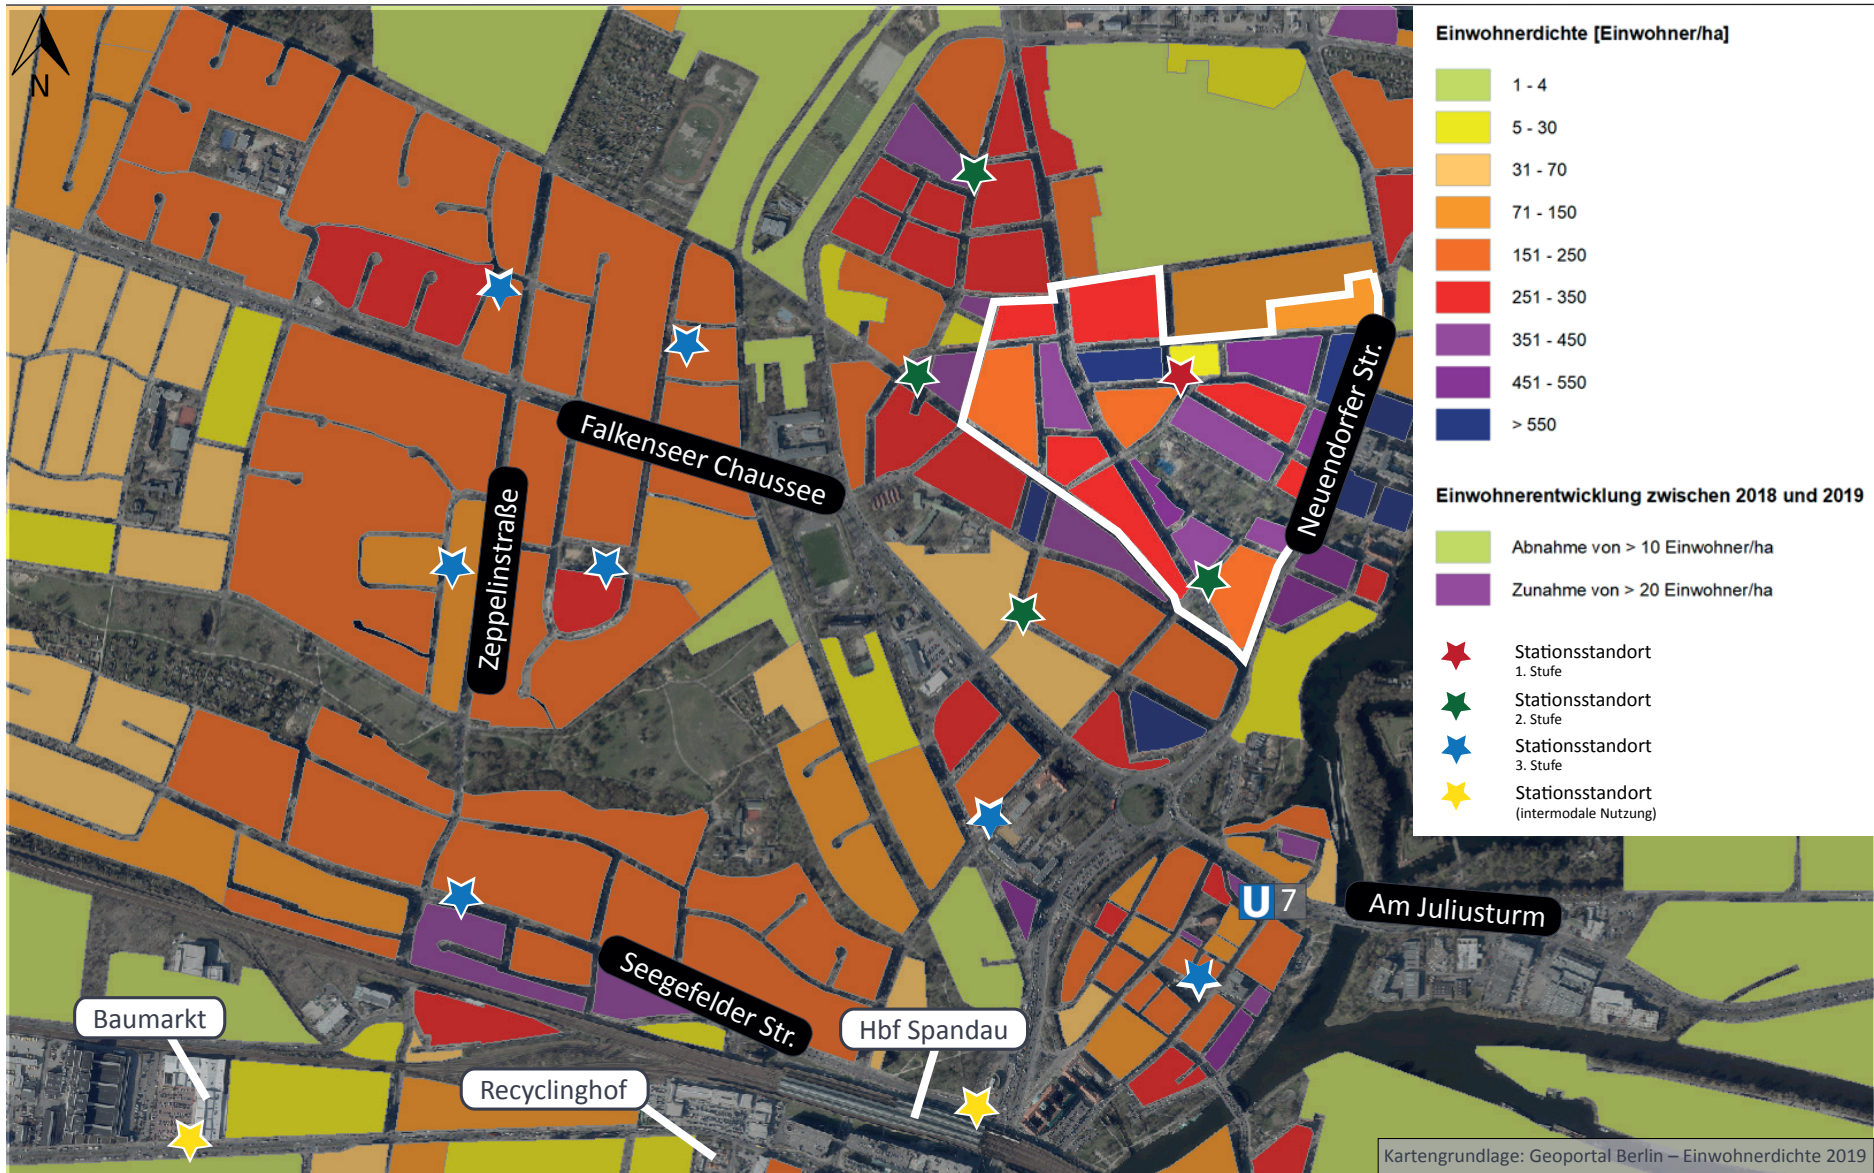 N
Einwohnerdichte [Einwohner/ha]
1 - 4
5 - 30
31 - 70
71 - 150
151 - 250
251 - 350
351 - 450
451 - 550
> 550
Einwohnerentwicklung zwischen 2018 und 2019
Abnahme von > 10 Einwohner/ha
Zunahme von > 20 Einwohner/ha
Stationsstandort
1. Stufe
Stationsstandort
2. Stufe
Stationsstandort
3. Stufe
Stationsstandort
(intermodale Nutzung)
Falkenseer Chaussee
Neuendorfer Str.
Zeppelinstraße
U 7
Am Juliusturm
Seegefelder Str.
Baumarkt
Hbf Spandau
Recyclinghof
Kartengrundlage: Geoportal Berlin – Einwohnerdichte 2019